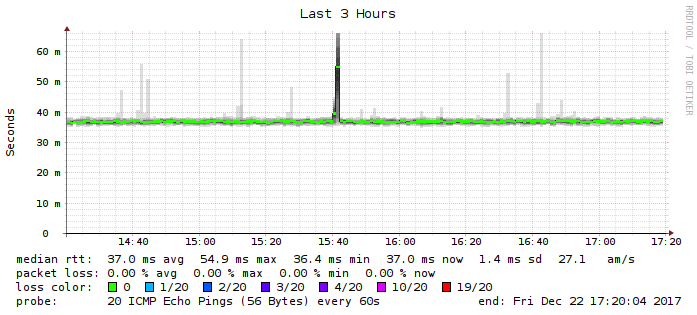 Last 3 Hours
RRDTOOL / TOBI OETIKER
Seconds
60 m
50 m
40 m
30 m
20 m
10 m
0
14:40 15:00 15:20 15:40 16:00 16:20 16:40 17:00 17:20
median rtt: 37.0 ms avg 54.9 ms max 36.4 ms min 37.0 ms now 1.4 ms sd 27.1 am/s
packet loss: 0.00 % avg 0.00 % max 0.00 % min 0.00 % now
loss color: 0 1/20 2/20 3/20 4/20 10/20 19/20
probe: 20 ICMP Echo Pings (56 Bytes) every 60s end: Fri Dec 22 17:20:04 2017